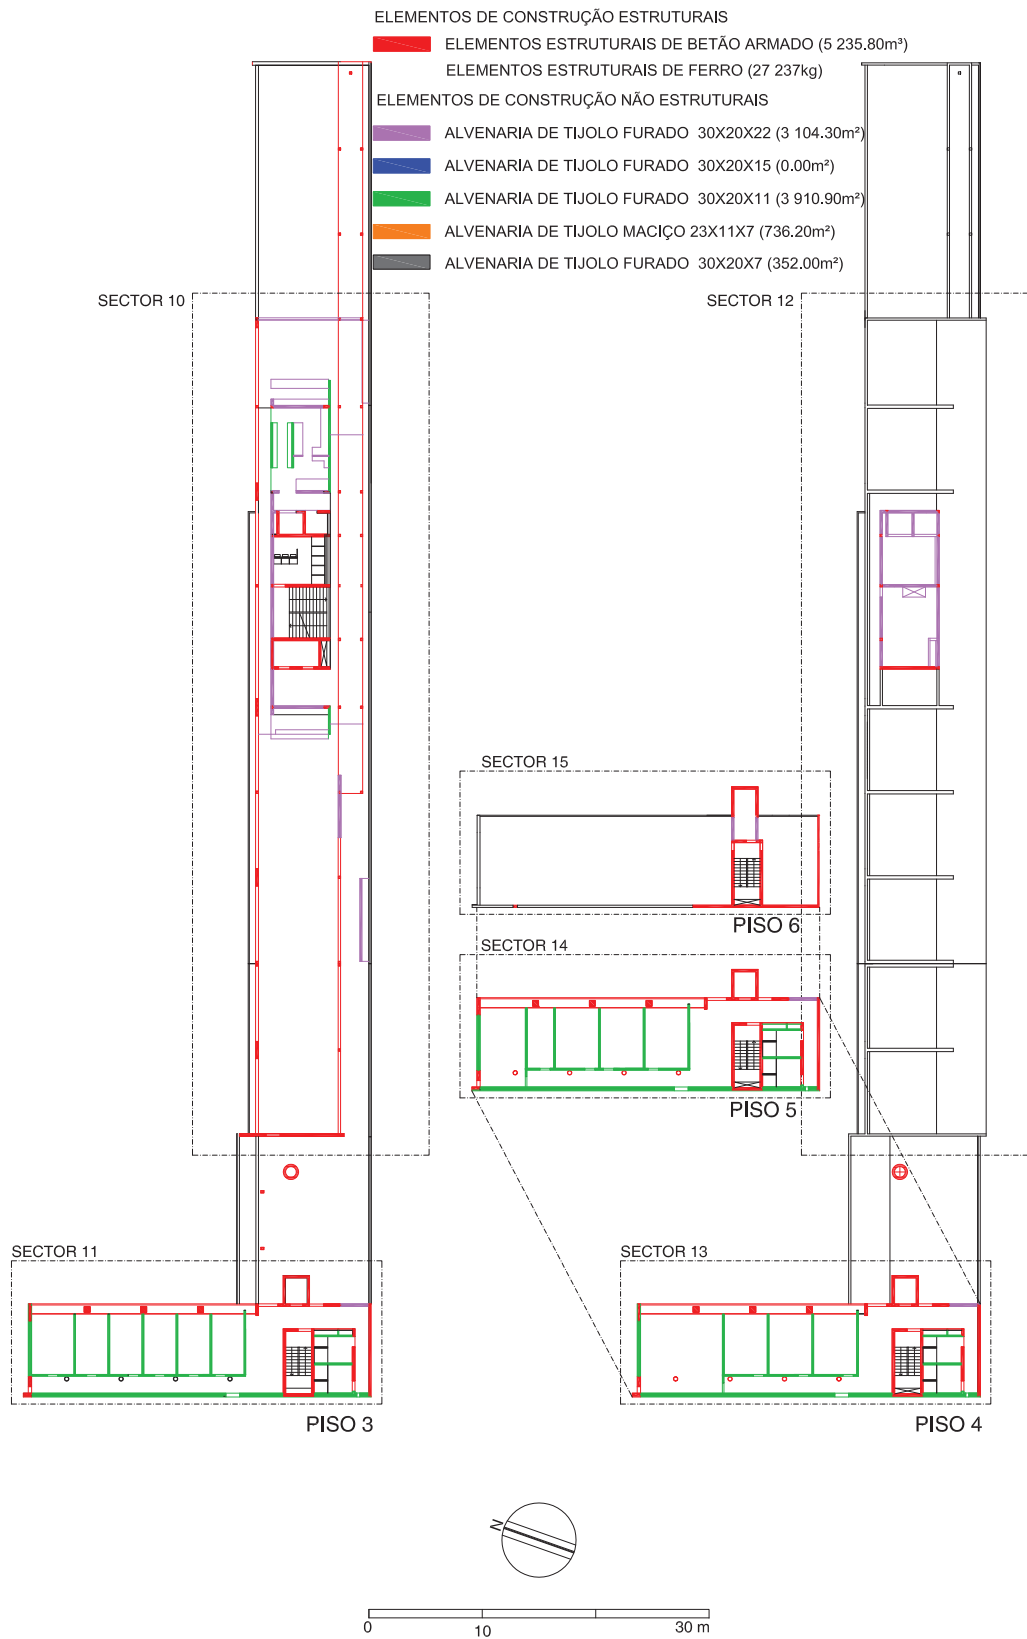 ELEMENTOS DE CONSTRUÇÃO ESTRUTURAIS
ELEMENTOS ESTRUTURAIS DE BETÃO ARMADO (5 235.80m³)
ELEMENTOS ESTRUTURAIS DE FERRO (27 237kg)
ELEMENTOS DE CONSTRUÇÃO NÃO ESTRUTURAIS
ALVENARIA DE TIJOLO FURADO 30X20X22 (3 104.30m²)
ALVENARIA DE TIJOLO FURADO 30X20X15 (0.00m²)
ALVENARIA DE TIJOLO FURADO 30X20X11 (3 910.90m²)
ALVENARIA DE TIJOLO MACIÇO 23X11X7 (736.20m²)
ALVENARIA DE TIJOLO FURADO 30X20X7 (352.00m²)
SECTOR 10
SECTOR 12
SECTOR 15
PISO 6
SECTOR 14
PISO 5
SECTOR 11
SECTOR 13
PISO 3
PISO 4
N
0
10
30 m